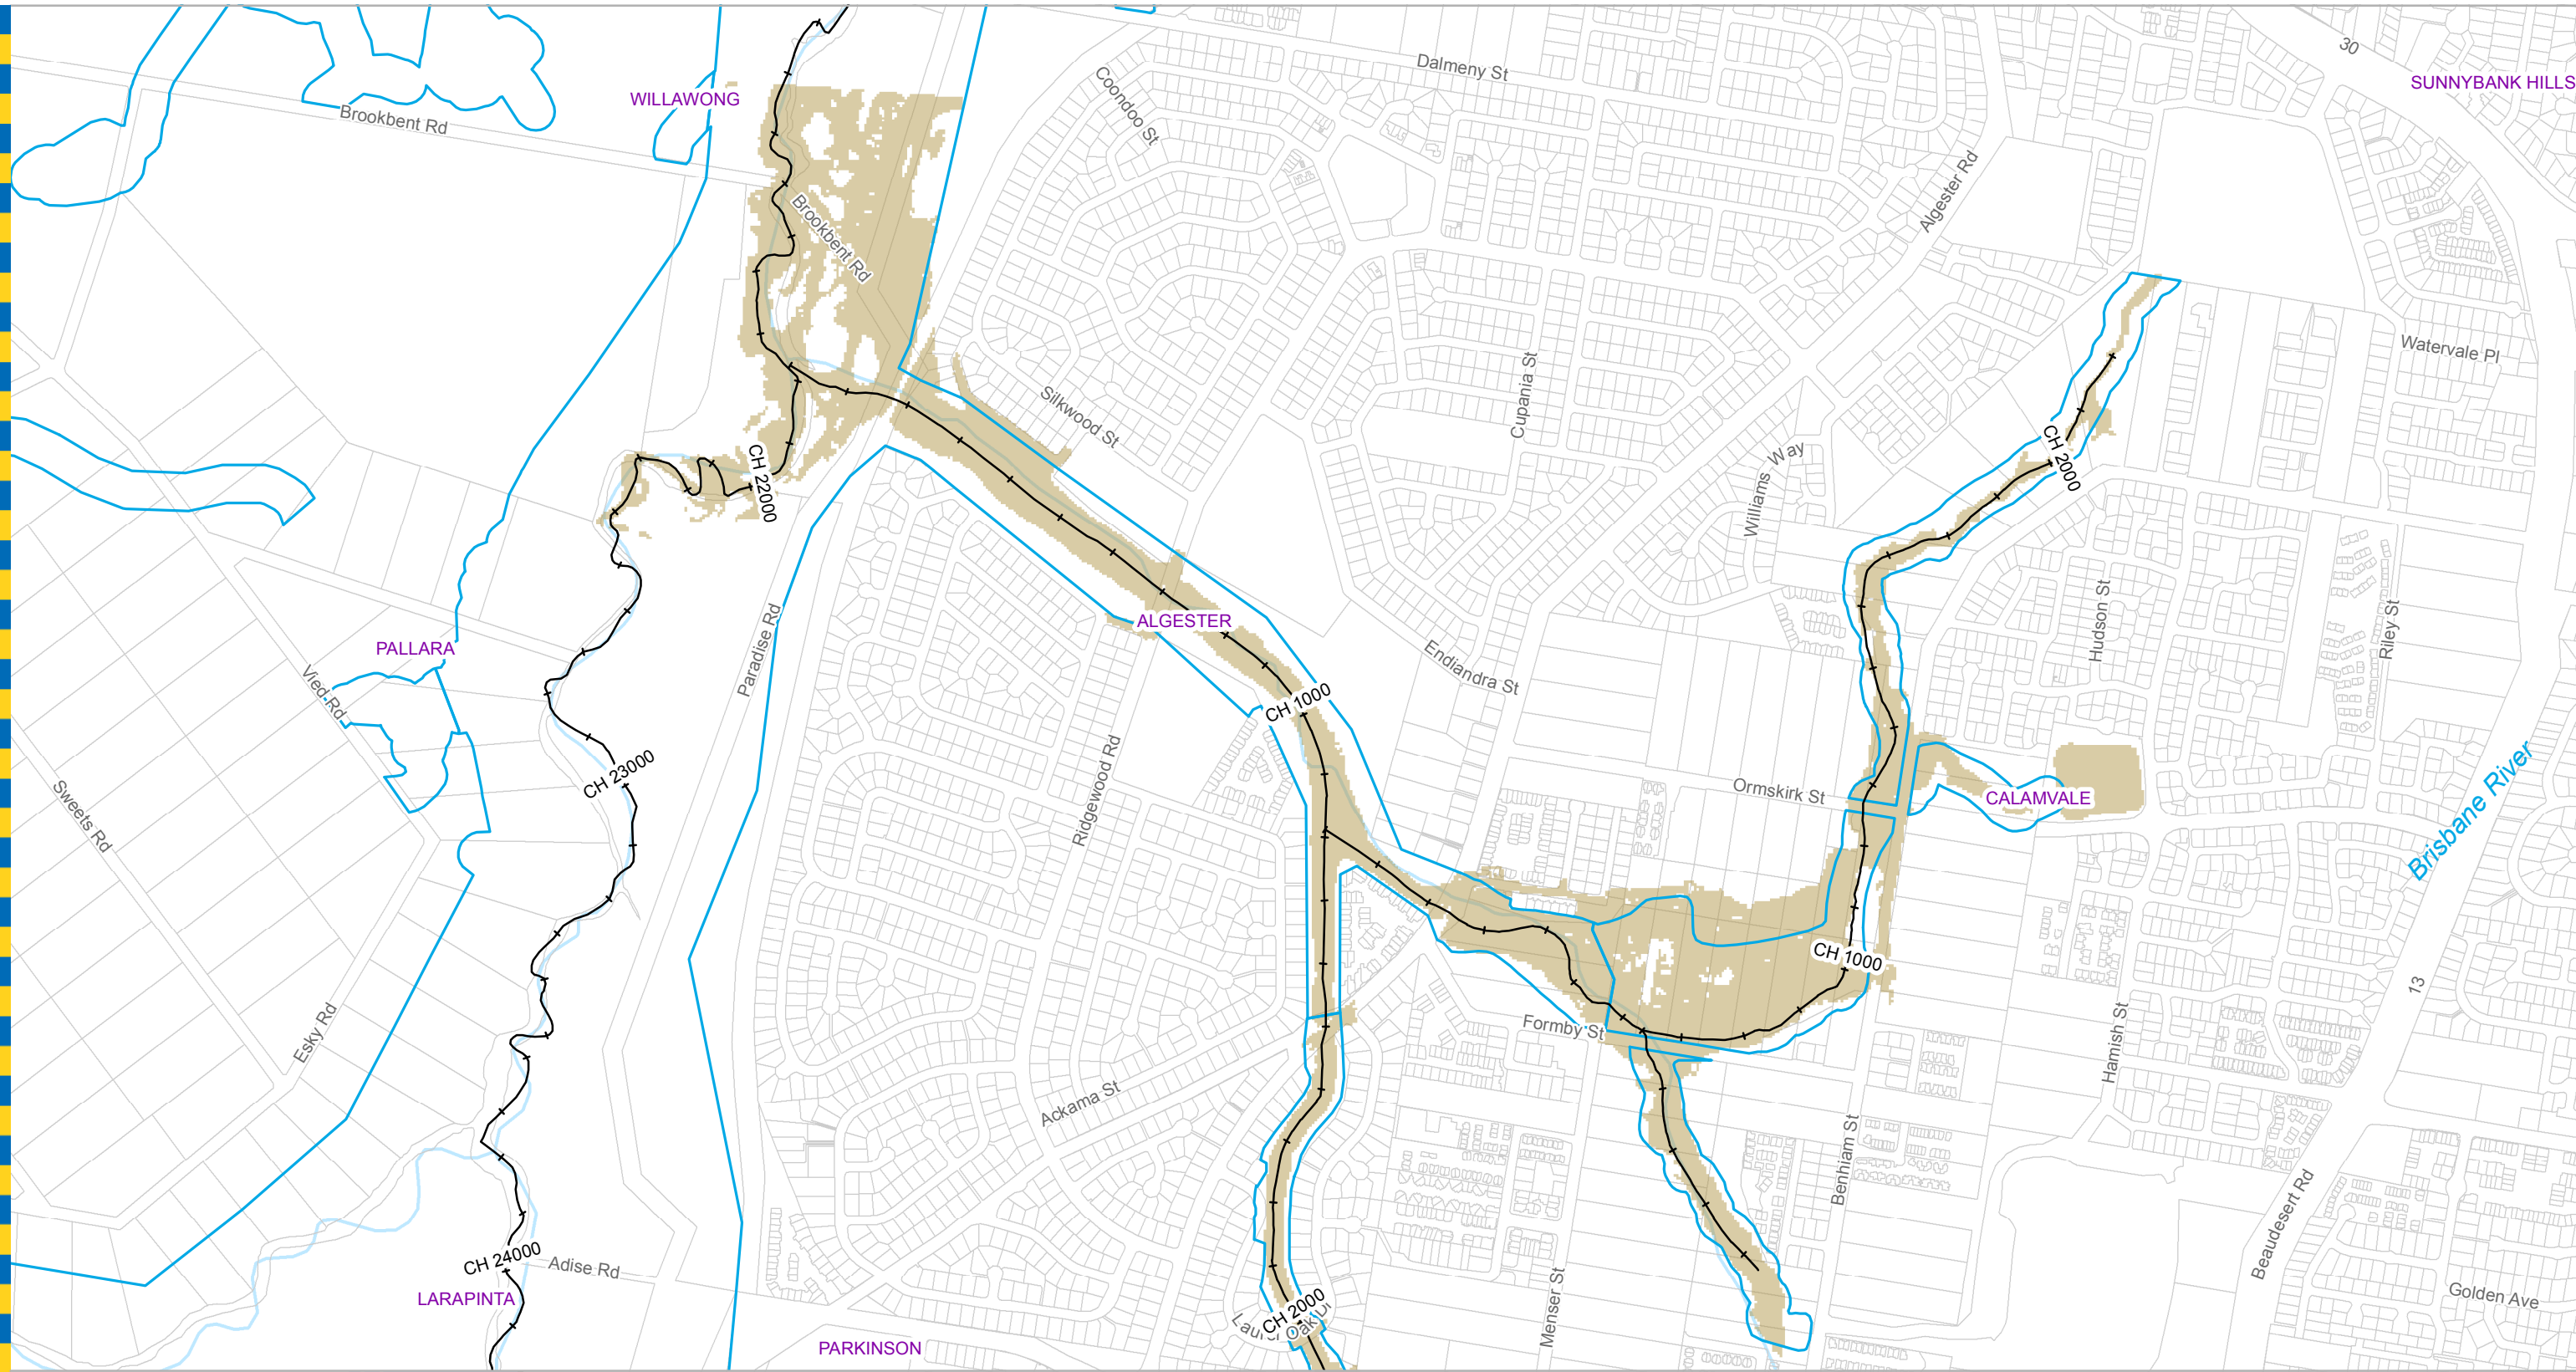 30
SUNNYBANK HILLS
Dalmeny St
Coondoo St
WILLAWONG
Brookbent Rd
Algester Rd
Brookbent Rd
Watervale Pl
Silkwood St
Cupania St
CH 2000
Williams Way
CH 22000
Hudson St
Riley St
ALGESTER
PALLARA
Paradise Rd
Endiandra St
Vied Rd
CH 1000
CH 23000
Ridgewood Rd
Ormskirk St
CALAMVALE
Brisbane River
Sweets Rd
CH 1000
13
Esky Rd
Formby St
Hamish St
Ackama St
Benhiam St
Beaudesert Rd
CH 24000
Adise Rd
LARAPINTA
Golden Ave
CH 2000
Laurel Oak Dr
Menser St
PARKINSON